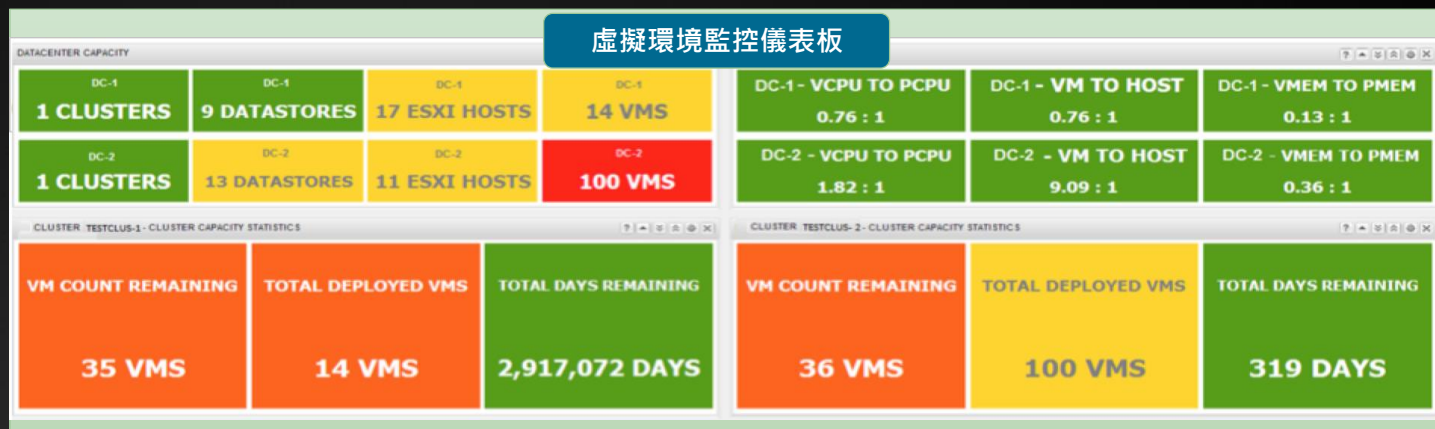 虛擬環境監控儀表板
DATACENTER CAPACITY
DC-1
1 CLUSTERS
DC-1
9 DATASTORES
DC-1
17 ESXI HOSTS
DC-1
14 VMS
DC-2
1 CLUSTERS
DC-2
13 DATASTORES
DC-2
11 ESXI HOSTS
DC-2
100 VMS
DC-1 - VCPU TO PCPU
0.76 : 1
DC-1 - VM TO HOST
0.76 : 1
DC-1 - VMEM TO PMEM
0.13 : 1
DC-2 - VCPU TO PCPU
1.82 : 1
DC-2 - VM TO HOST
9.09 : 1
DC-2 - VMEM TO PMEM
0.36 : 1
CLUSTER TESTCLUS-1 - CLUSTER CAPACITY STATISTICS
VM COUNT REMAINING
35 VMS
TOTAL DEPLOYED VMS
14 VMS
TOTAL DAYS REMAINING
2,917,072 DAYS
CLUSTER TESTCLUS- 2 - CLUSTER CAPACITY STATISTICS
VM COUNT REMAINING
36 VMS
TOTAL DEPLOYED VMS
100 VMS
TOTAL DAYS REMAINING
319 DAYS